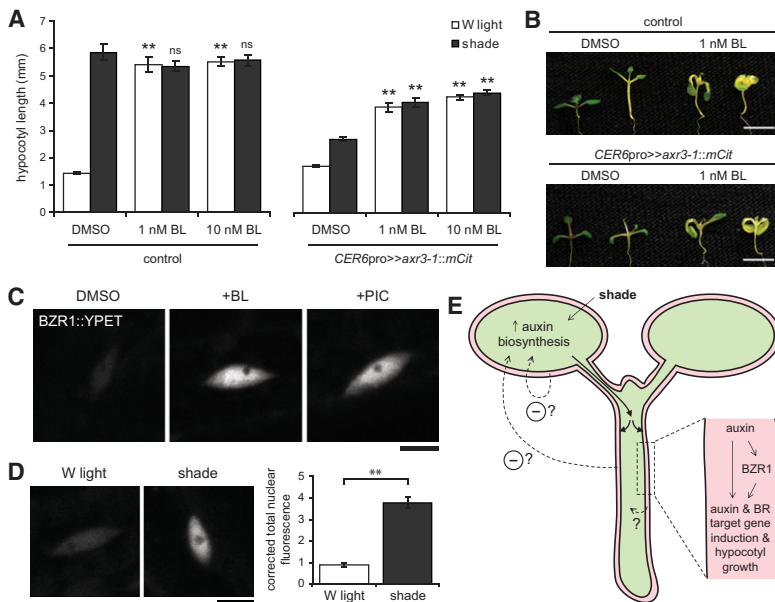 A
hypocotyl length (mm)
7
6
5
4
3
2
1
0
**
ns
**
ns
**
**
**
**
W light
shade
DMSO
1 nM BL
10 nM BL
DMSO
1 nM BL
10 nM BL
control
CER6pro>>axr3-1::mCit
B
control
DMSO
1 nM BL
CER6pro>>axr3-1::mCit
DMSO
1 nM BL
C
DMSO
+BL
+PIC
BZR1::YPET
D
W light
shade
corrected total nuclear
fluorescence
5
4
3
2
1
0
**
W light
shade
E
shade
↑ auxin
biosynthesis
− ?
− ?
?
auxin
BZR1
auxin & BR
target gene
induction &
hypocotyl
growth